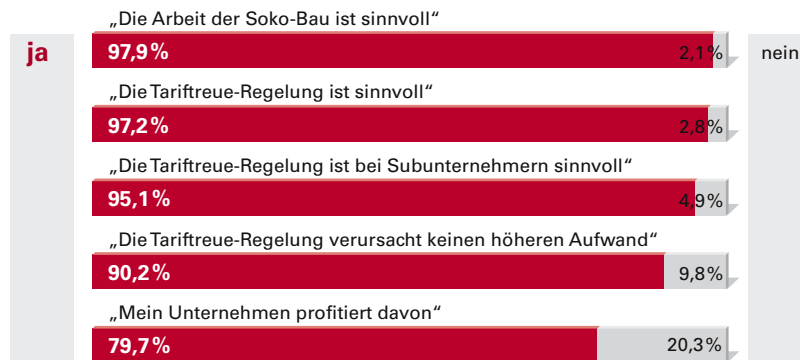 „Die Arbeit der Soko-Bau ist sinnvoll“
ja
97,9 %
2,1 %
nein
„Die Tariftreue-Regelung ist sinnvoll“
97,2 %
2,8 %
„Die Tariftreue-Regelung ist bei Subunternehmern sinnvoll“
95,1 %
4,9 %
„Die Tariftreue-Regelung verursacht keinen höheren Aufwand“
90,2 %
9,8 %
„Mein Unternehmen profitiert davon“
79,7 %
20,3 %